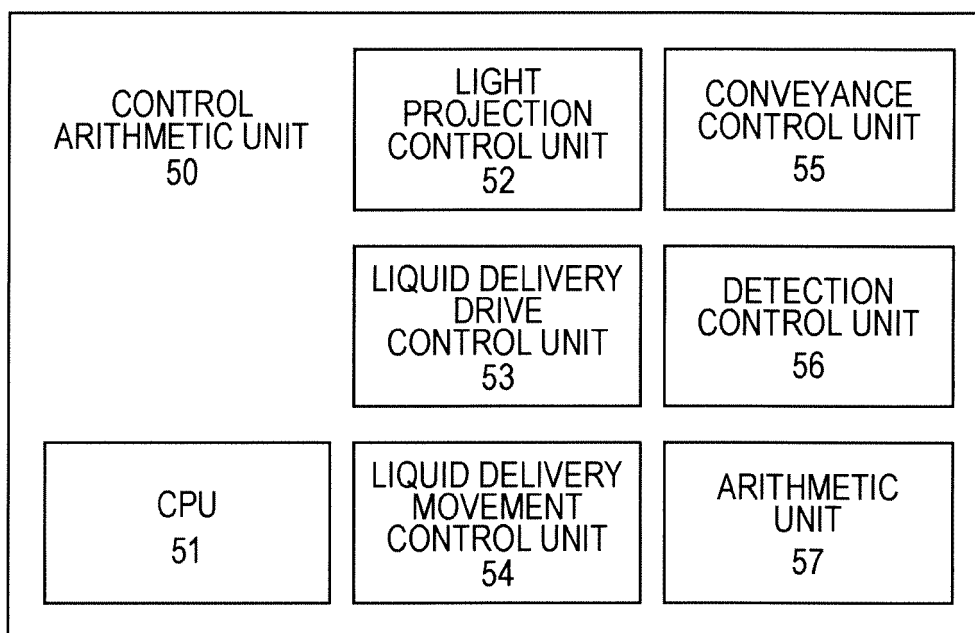 CONTROL
ARITHMETIC UNIT
50
LIGHT
PROJECTION
CONTROL UNIT
52
CONVEYANCE
CONTROL UNIT
55
LIQUID DELIVERY
DRIVE
CONTROL UNIT
53
DETECTION
CONTROL UNIT
56
CPU
51
LIQUID DELIVERY
MOVEMENT
CONTROL UNIT
54
ARITHMETIC
UNIT
57